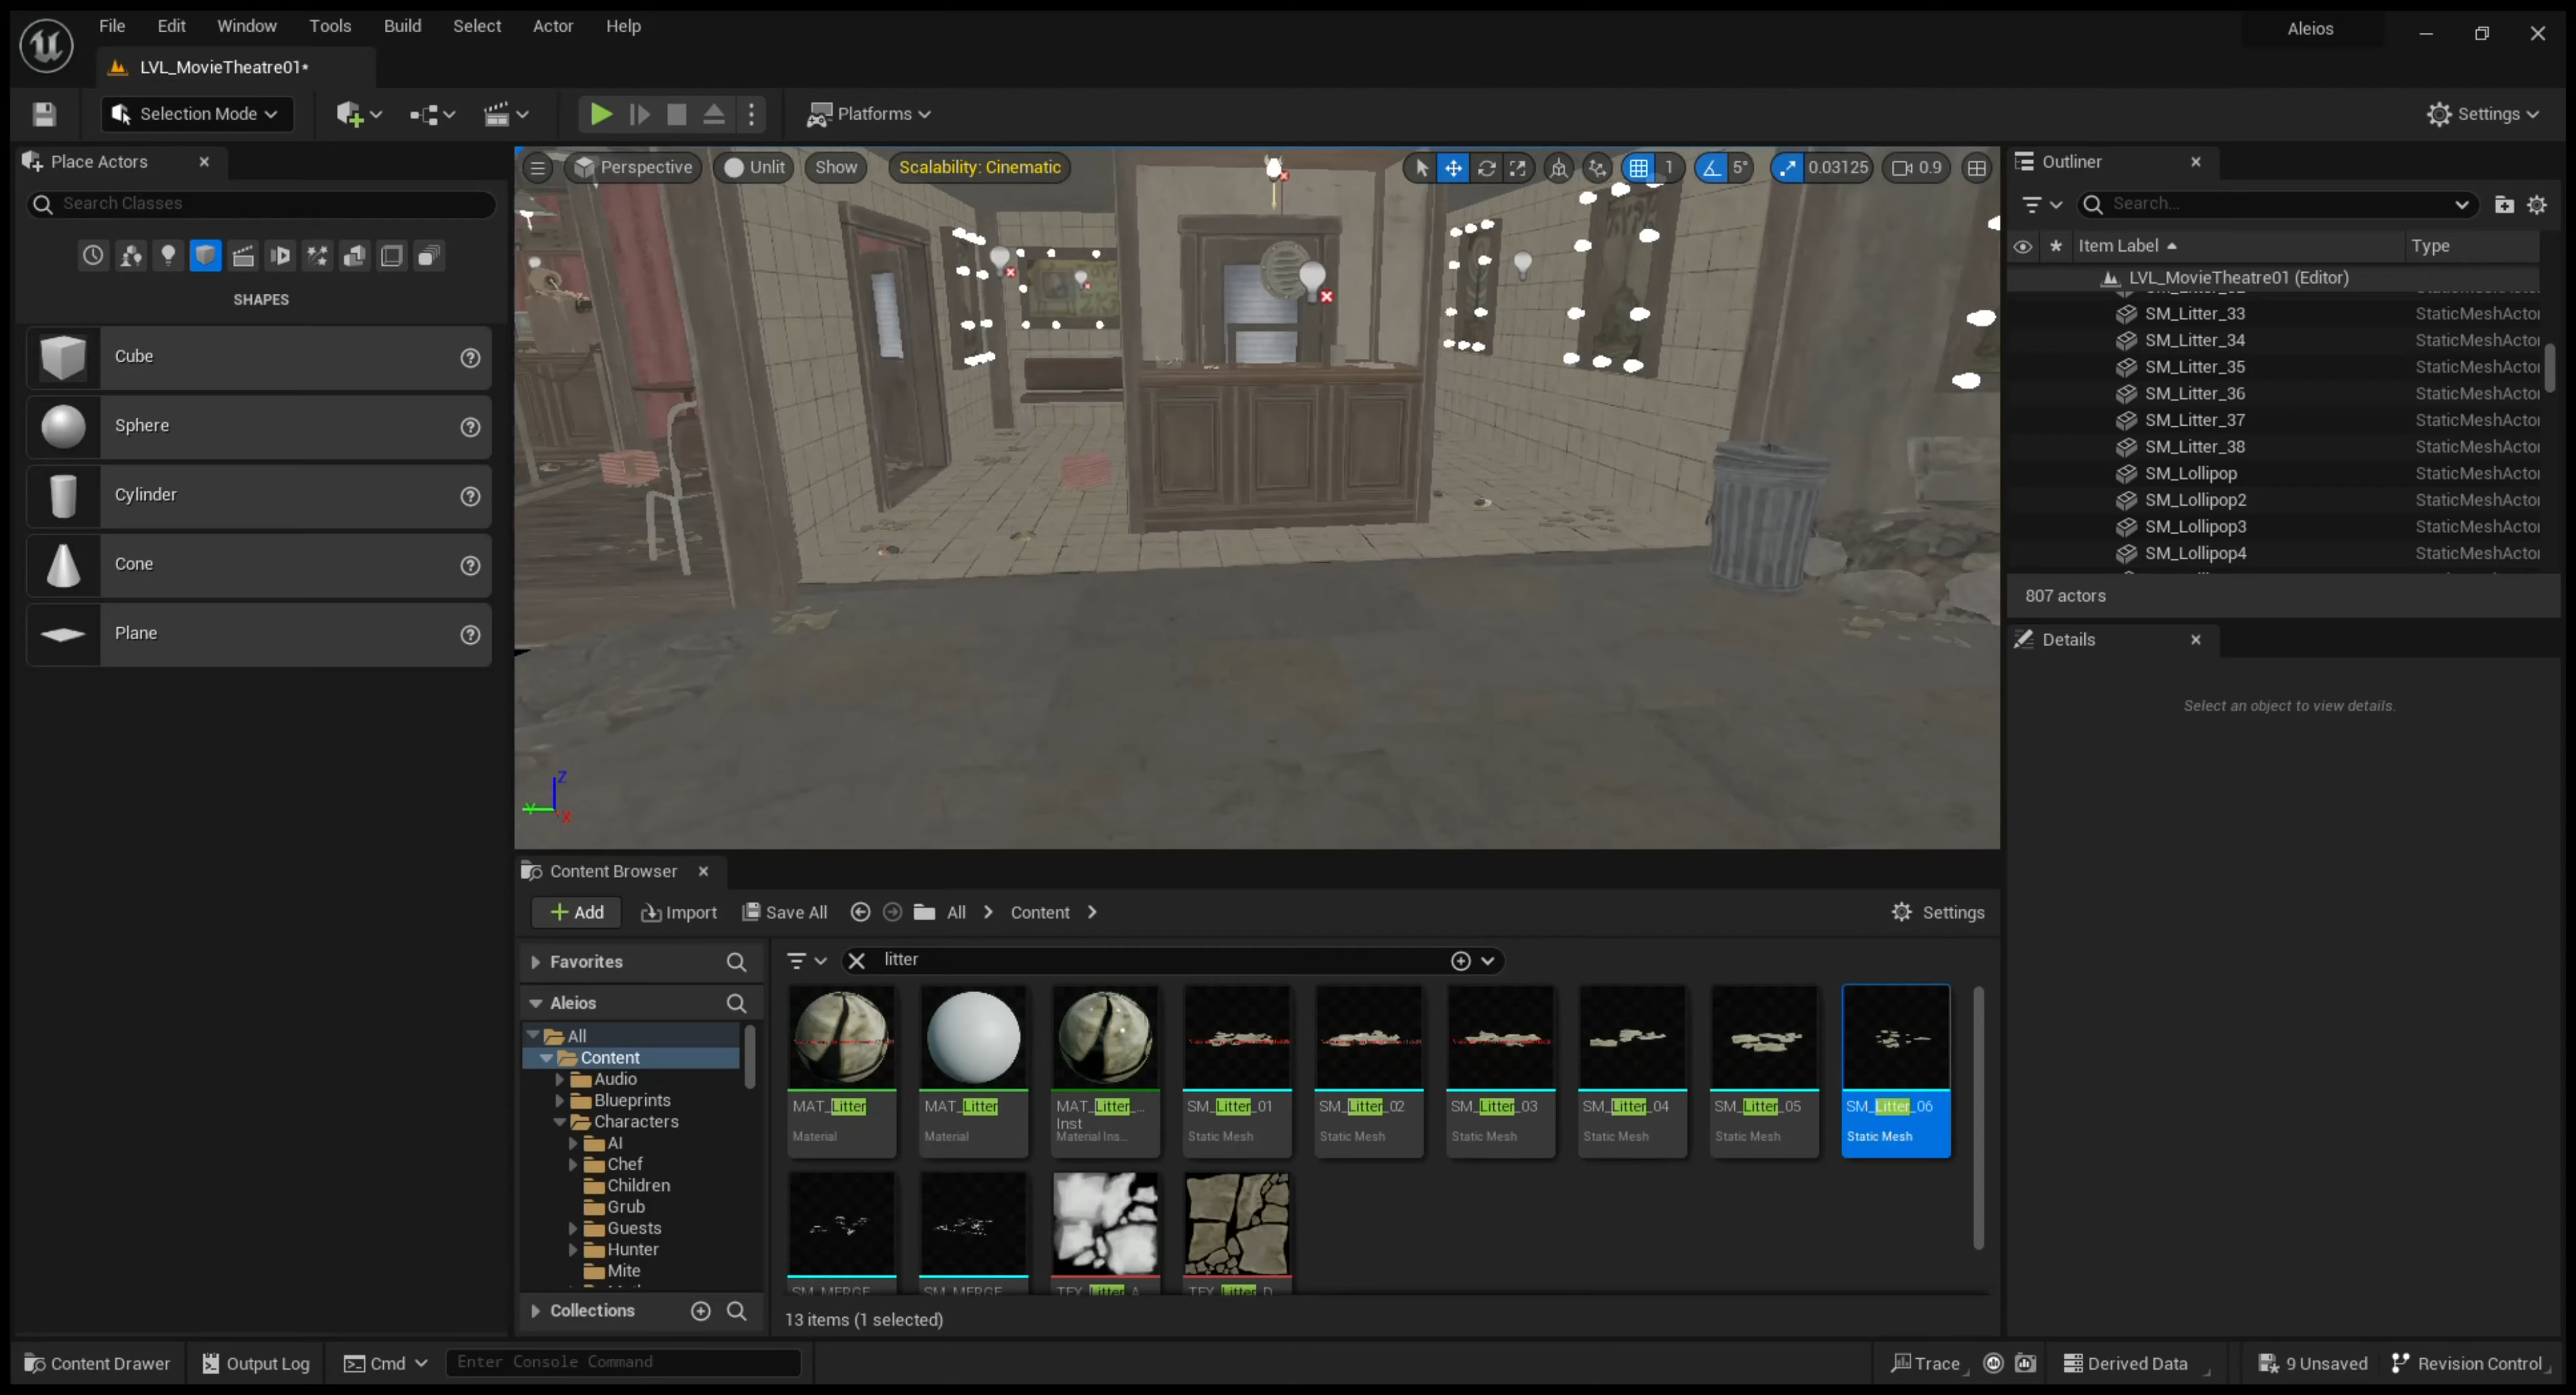 File Edit Window Tools Build Select Actor Help
Aleios
LVL_MovieTheatre01*
Selection Mode
Platforms
Settings
Place Actors
Search Classes
SHAPES
Cube
Sphere
Cylinder
Cone
Plane
Perspective Unlit Show Scalability: Cinematic 1 5° 0.03125 0.9
Z
Y
X
Outliner
Search...
Item Label Type
LVL_MovieTheatre01 (Editor)
SM_Litter_33 StaticMeshActor
SM_Litter_34 StaticMeshActor
SM_Litter_35 StaticMeshActor
SM_Litter_36 StaticMeshActor
SM_Litter_37 StaticMeshActor
SM_Litter_38 StaticMeshActor
SM_Lollipop StaticMeshActor
SM_Lollipop2 StaticMeshActor
SM_Lollipop3 StaticMeshActor
SM_Lollipop4 StaticMeshActor
807 actors
Details
Select an object to view details.
Content Browser
Add Import Save All All Content Settings
Favorites
Aleios
All
Content
Audio
Blueprints
Characters
AI
Chef
Children
Grub
Guests
Hunter
Mite
Collections
litter
MAT_Litter
Material
MAT_Litter
Material
MAT_Litter_...
Inst
Material Ins...
SM_Litter_01
Static Mesh
SM_Litter_02
Static Mesh
SM_Litter_03
Static Mesh
SM_Litter_04
Static Mesh
SM_Litter_05
Static Mesh
SM_Litter_06
Static Mesh
SM_MERGE SM_MERGE TEX_Litter_A TEX_Litter_D
13 items (1 selected)
Content Drawer Output Log Cmd Enter Console Command Trace Derived Data 9 Unsaved Revision Control